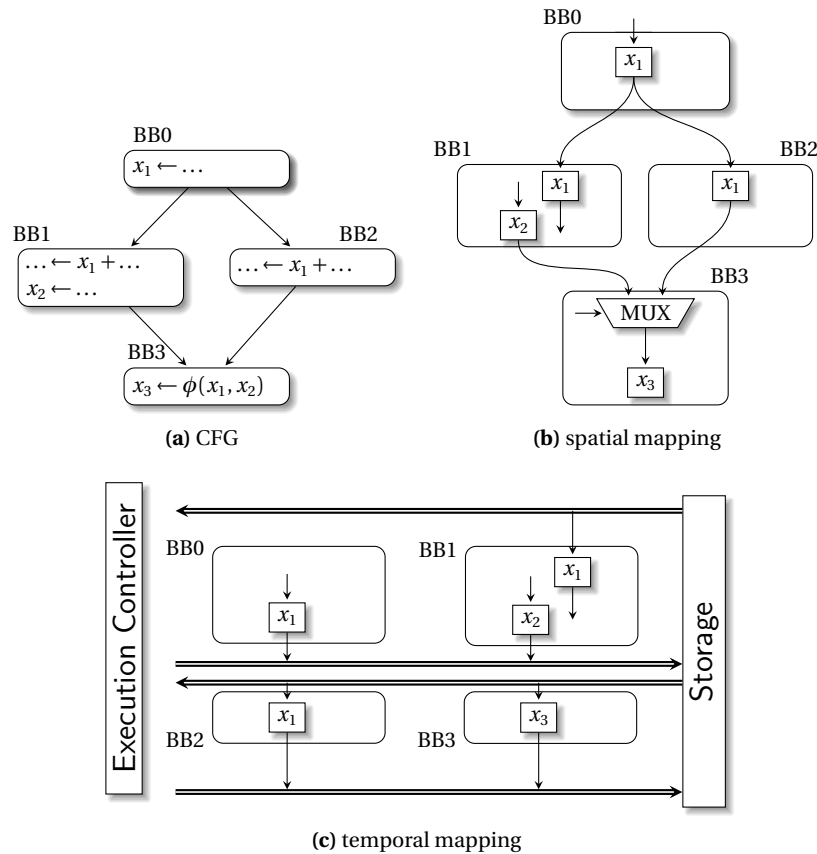 BB0
x₁ ← …
BB1
… ← x₁ + …
x₂ ← …
BB2
… ← x₁ + …
BB3
x₃ ← ϕ(x₁, x₂)
(a) CFG
BB0
x₁
BB1
x₁
x₂
BB2
x₁
BB3
MUX
x₃
(b) spatial mapping
Execution Controller
BB0
x₁
BB1
x₁
x₂
BB2
x₁
BB3
x₃
Storage
(c) temporal mapping